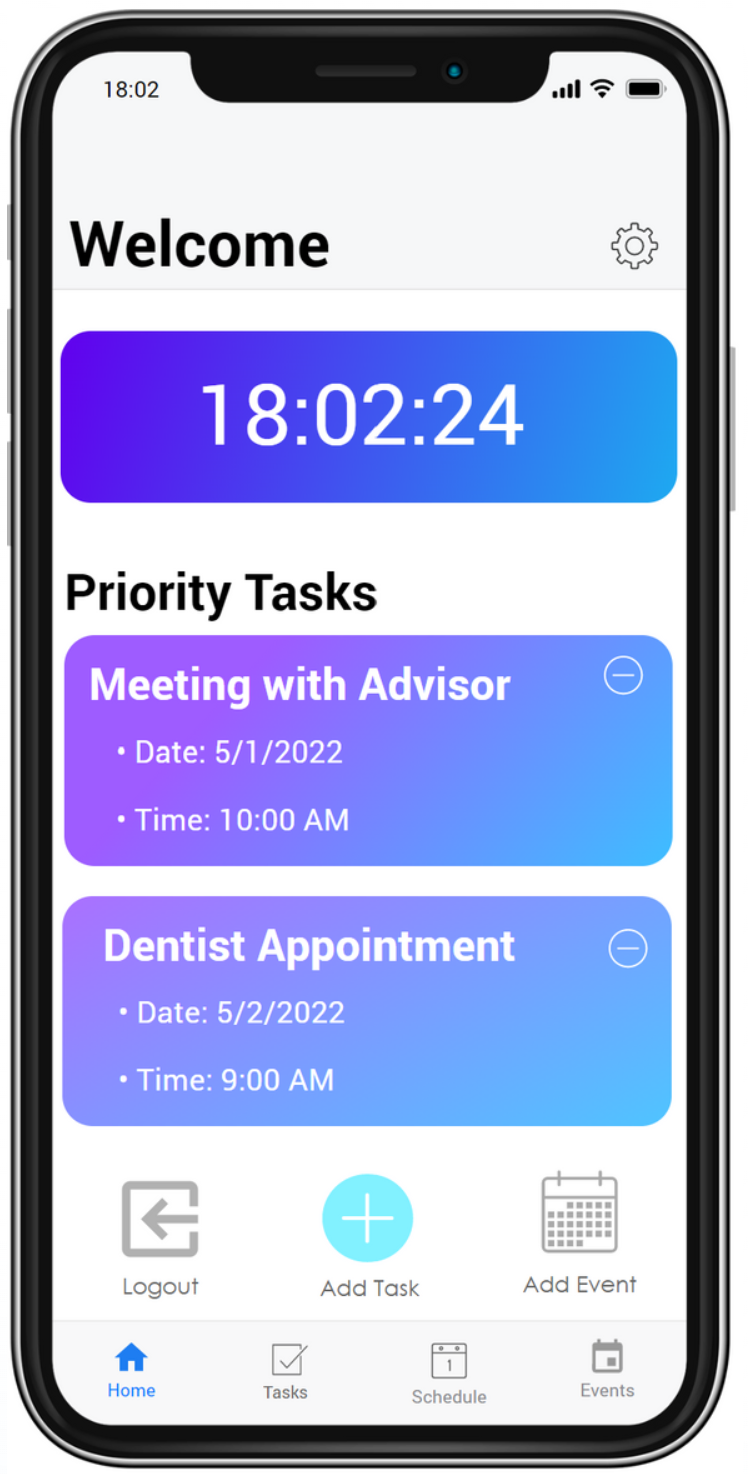 18:02
Welcome
18:02:24
Priority Tasks
Meeting with Advisor
• Date: 5/1/2022
• Time: 10:00 AM
Dentist Appointment
• Date: 5/2/2022
• Time: 9:00 AM
Logout Add Task Add Event
1
Home Tasks Schedule Events